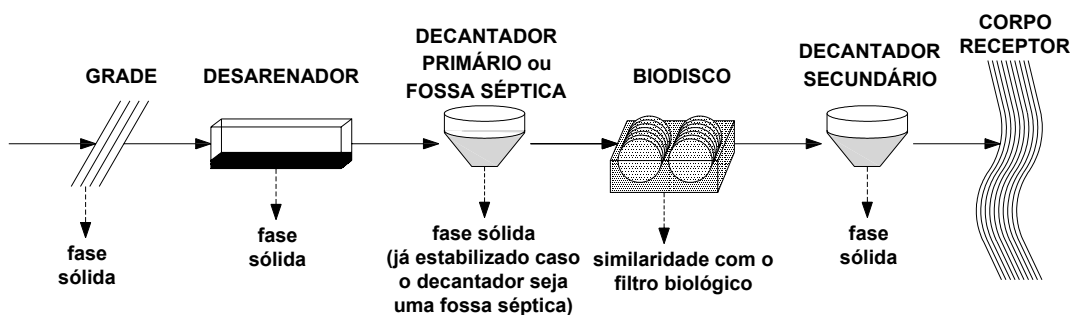 GRADE
DESARENADOR
DECANTADOR
PRIMÁRIO ou
FOSSA SÉPTICA
BIODISCO
DECANTADOR
SECUNDÁRIO
CORPO
RECEPTOR
fase
sólida
fase
sólida
fase sólida
(já estabilizado caso
o decantador seja
uma fossa séptica)
similaridade com o
filtro biológico
fase
sólida